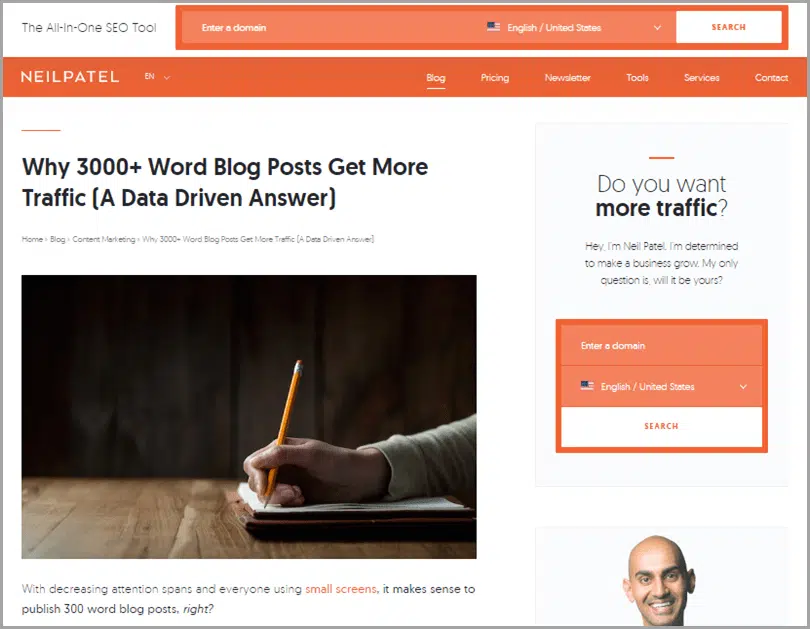 The All-In-One SEO Tool
Enter a domain
English / United States
SEARCH
NEILPATEL
EN
Blog
Pricing
Newsletter
Tools
Services
Contact
Why 3000+ Word Blog Posts Get More
Traffic (A Data Driven Answer)
Home › Blog › Content Marketing › Why 3000+ Word Blog Posts Get More Traffic (A Data Driven Answer)
With decreasing attention spans and everyone using small screens, it makes sense to
publish 300 word blog posts, right?
Do you want
more traffic?
Hey, I'm Neil Patel. I'm determined
to make a business grow. My only
question is, will it be yours?
Enter a domain
English / United States
SEARCH